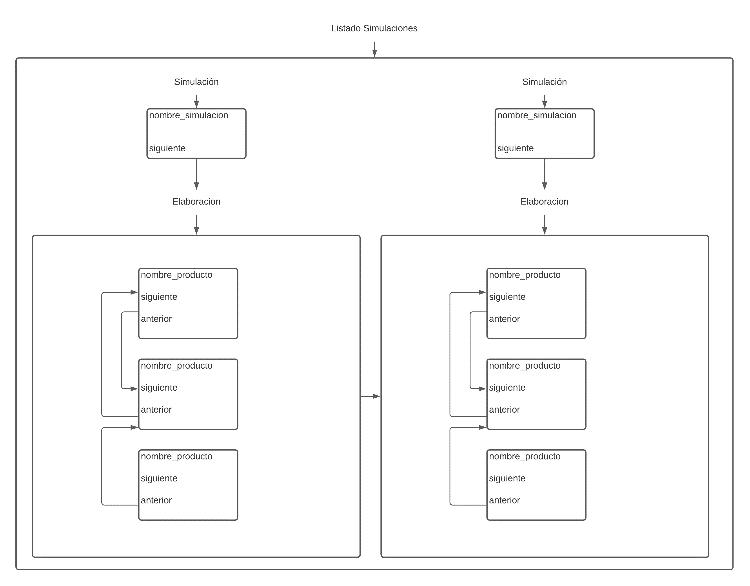 Listado Simulaciones
Simulación
nombre_simulacion
siguiente
Elaboracion
nombre_producto
siguiente
anterior
nombre_producto
siguiente
anterior
nombre_producto
siguiente
anterior
Simulación
nombre_simulacion
siguiente
Elaboracion
nombre_producto
siguiente
anterior
nombre_producto
siguiente
anterior
nombre_producto
siguiente
anterior